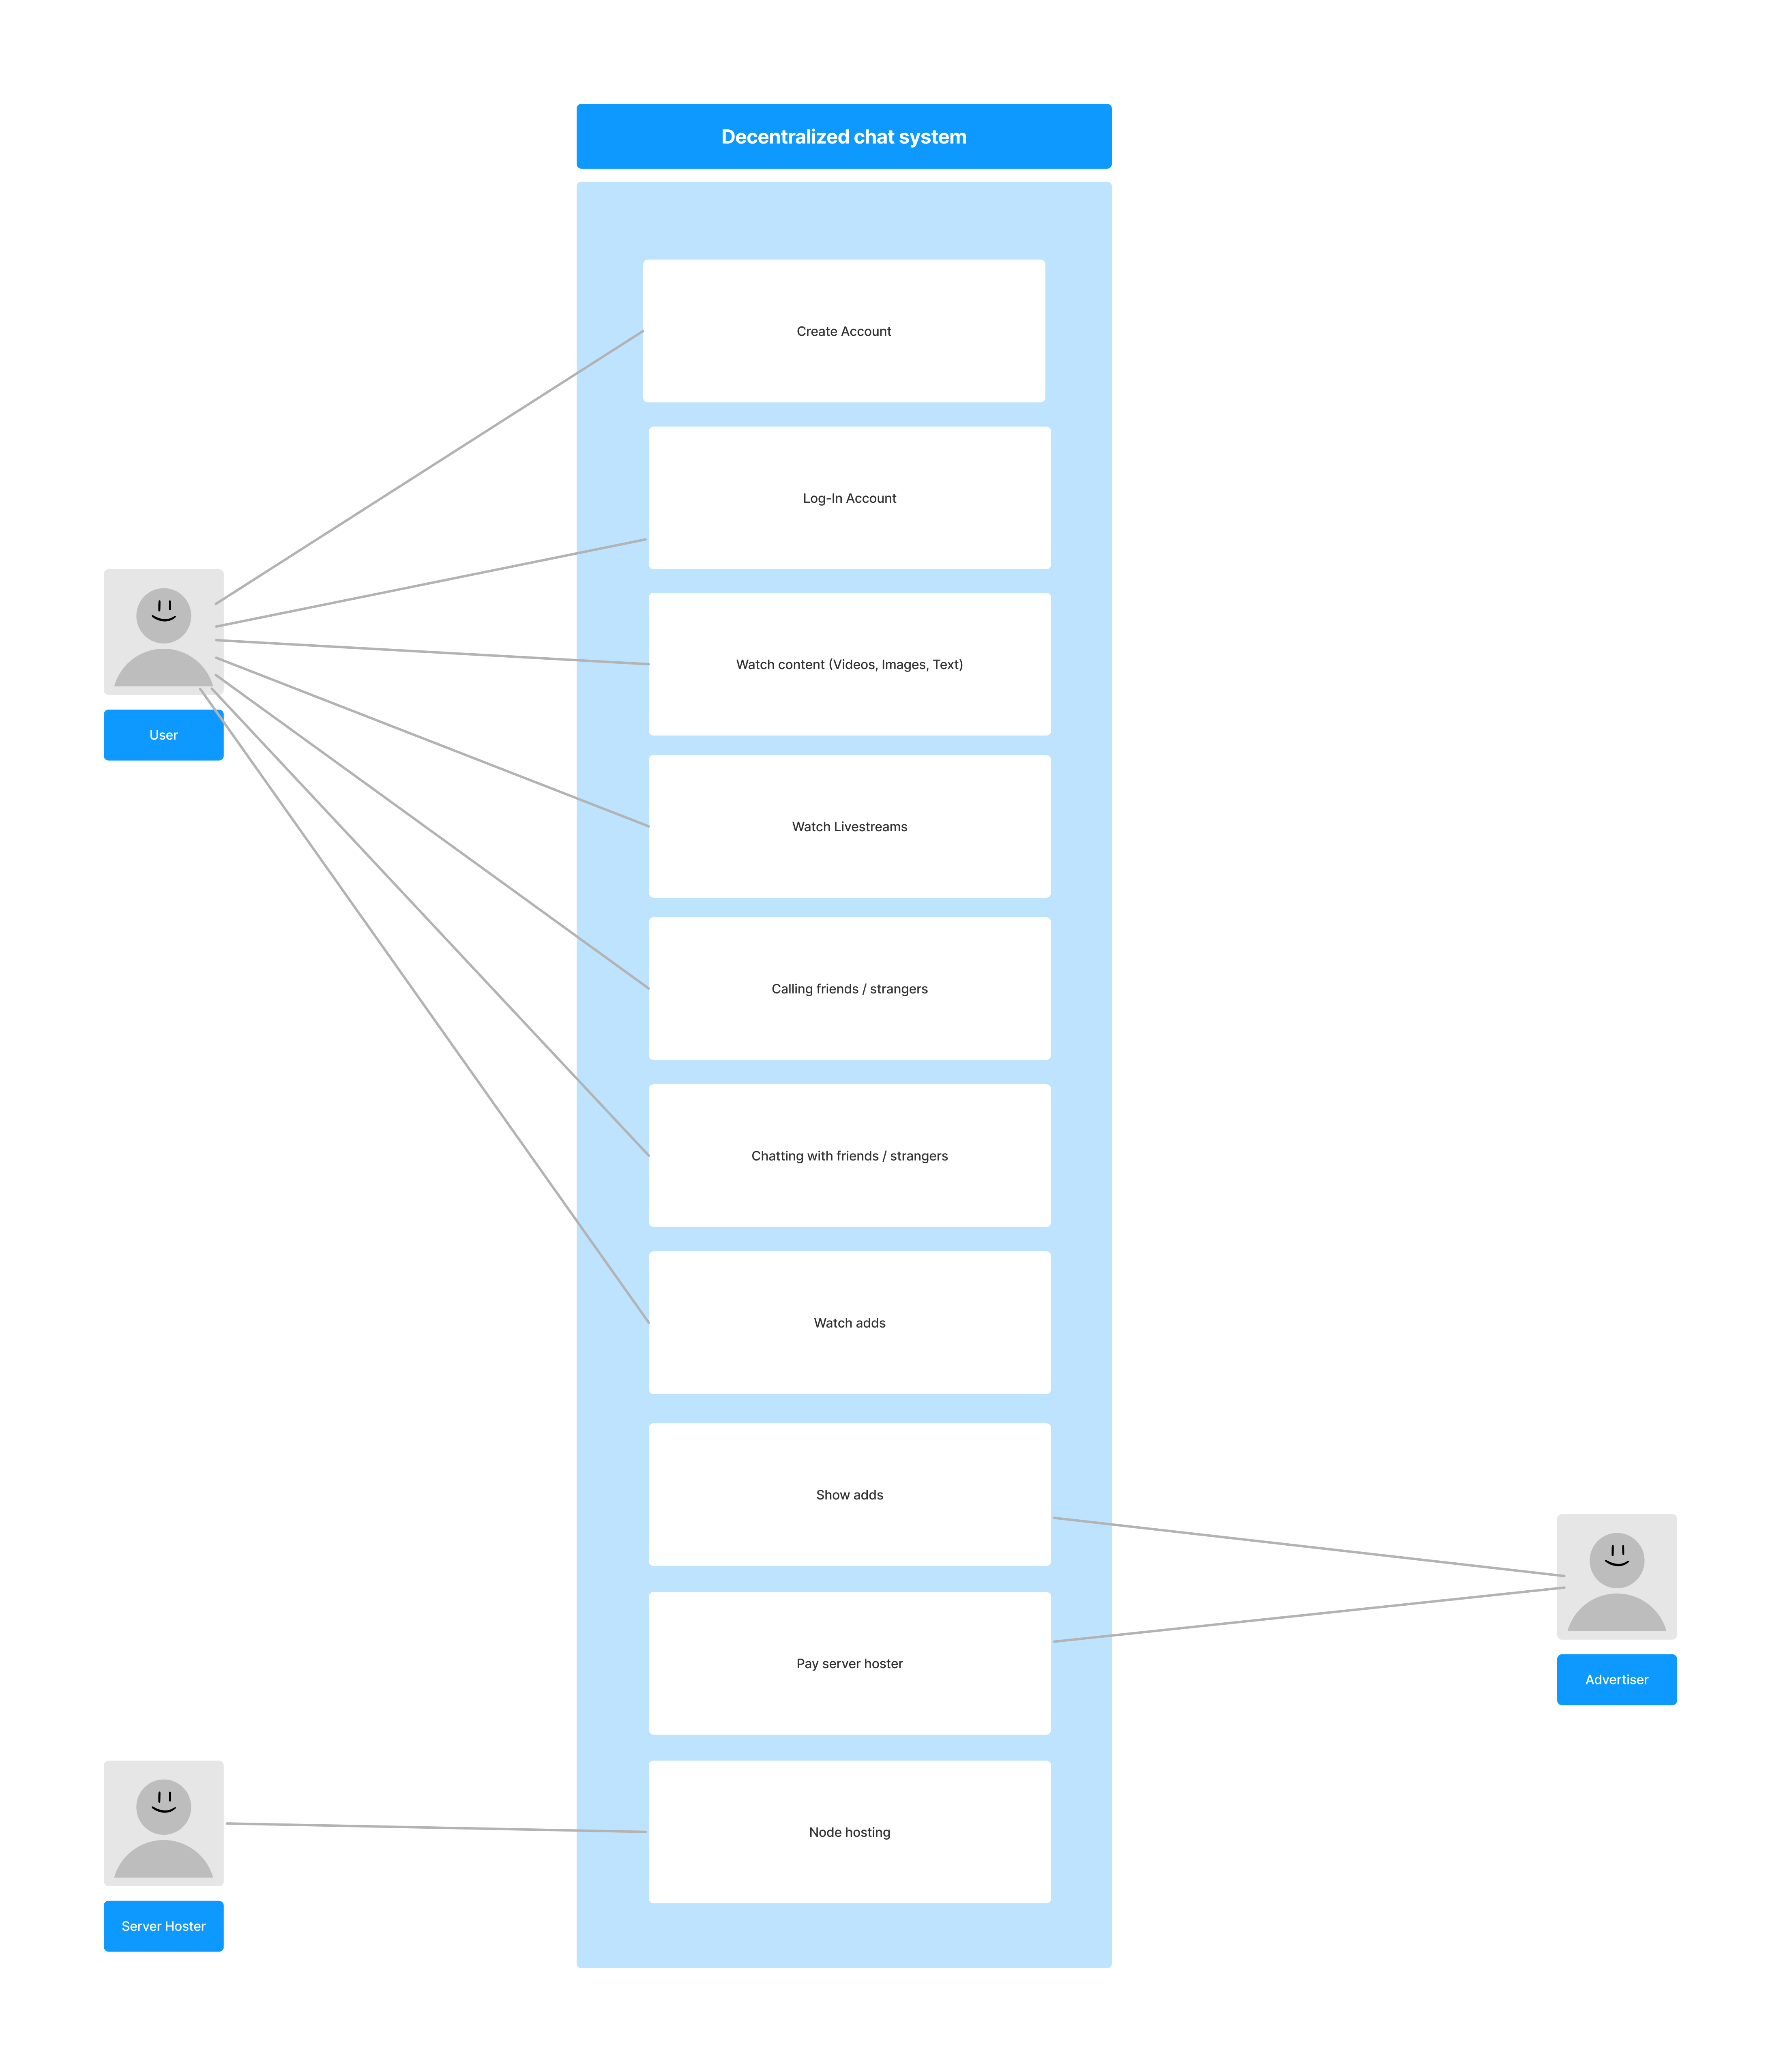 Decentralized chat system
Create Account
Log-In Account
Watch content (Videos, Images, Text)
User
Watch Livestreams
Calling friends / strangers
Chatting with friends / strangers
Watch adds
Show adds
Pay server hoster
Advertiser
Node hosting
Server Hoster